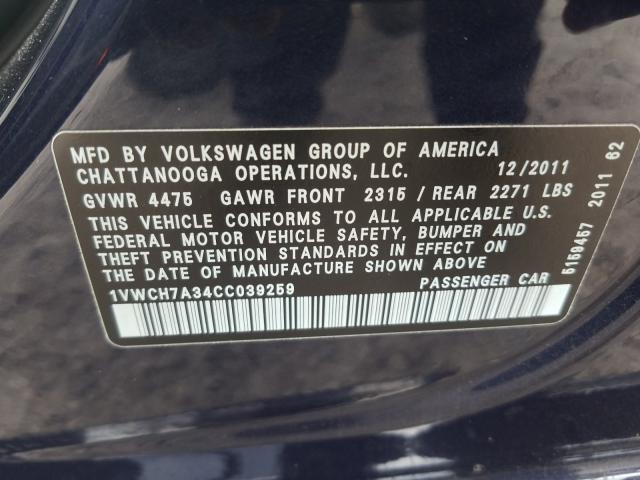 MFD BY VOLKSWAGEN GROUP OF AMERICA
CHATTANOOGA OPERATIONS, LLC. 12/2011
GVWR 4475 GAWR FRONT 2315 / REAR 2271 LBS
THIS VEHICLE CONFORMS TO ALL APPLICABLE U.S.
FEDERAL MOTOR VEHICLE SAFETY, BUMPER AND
THEFT PREVENTION STANDARDS IN EFFECT ON
THE DATE OF MANUFACTURE SHOWN ABOVE
1VWCH7A34CC039259 PASSENGER CAR
5159457 2011 62